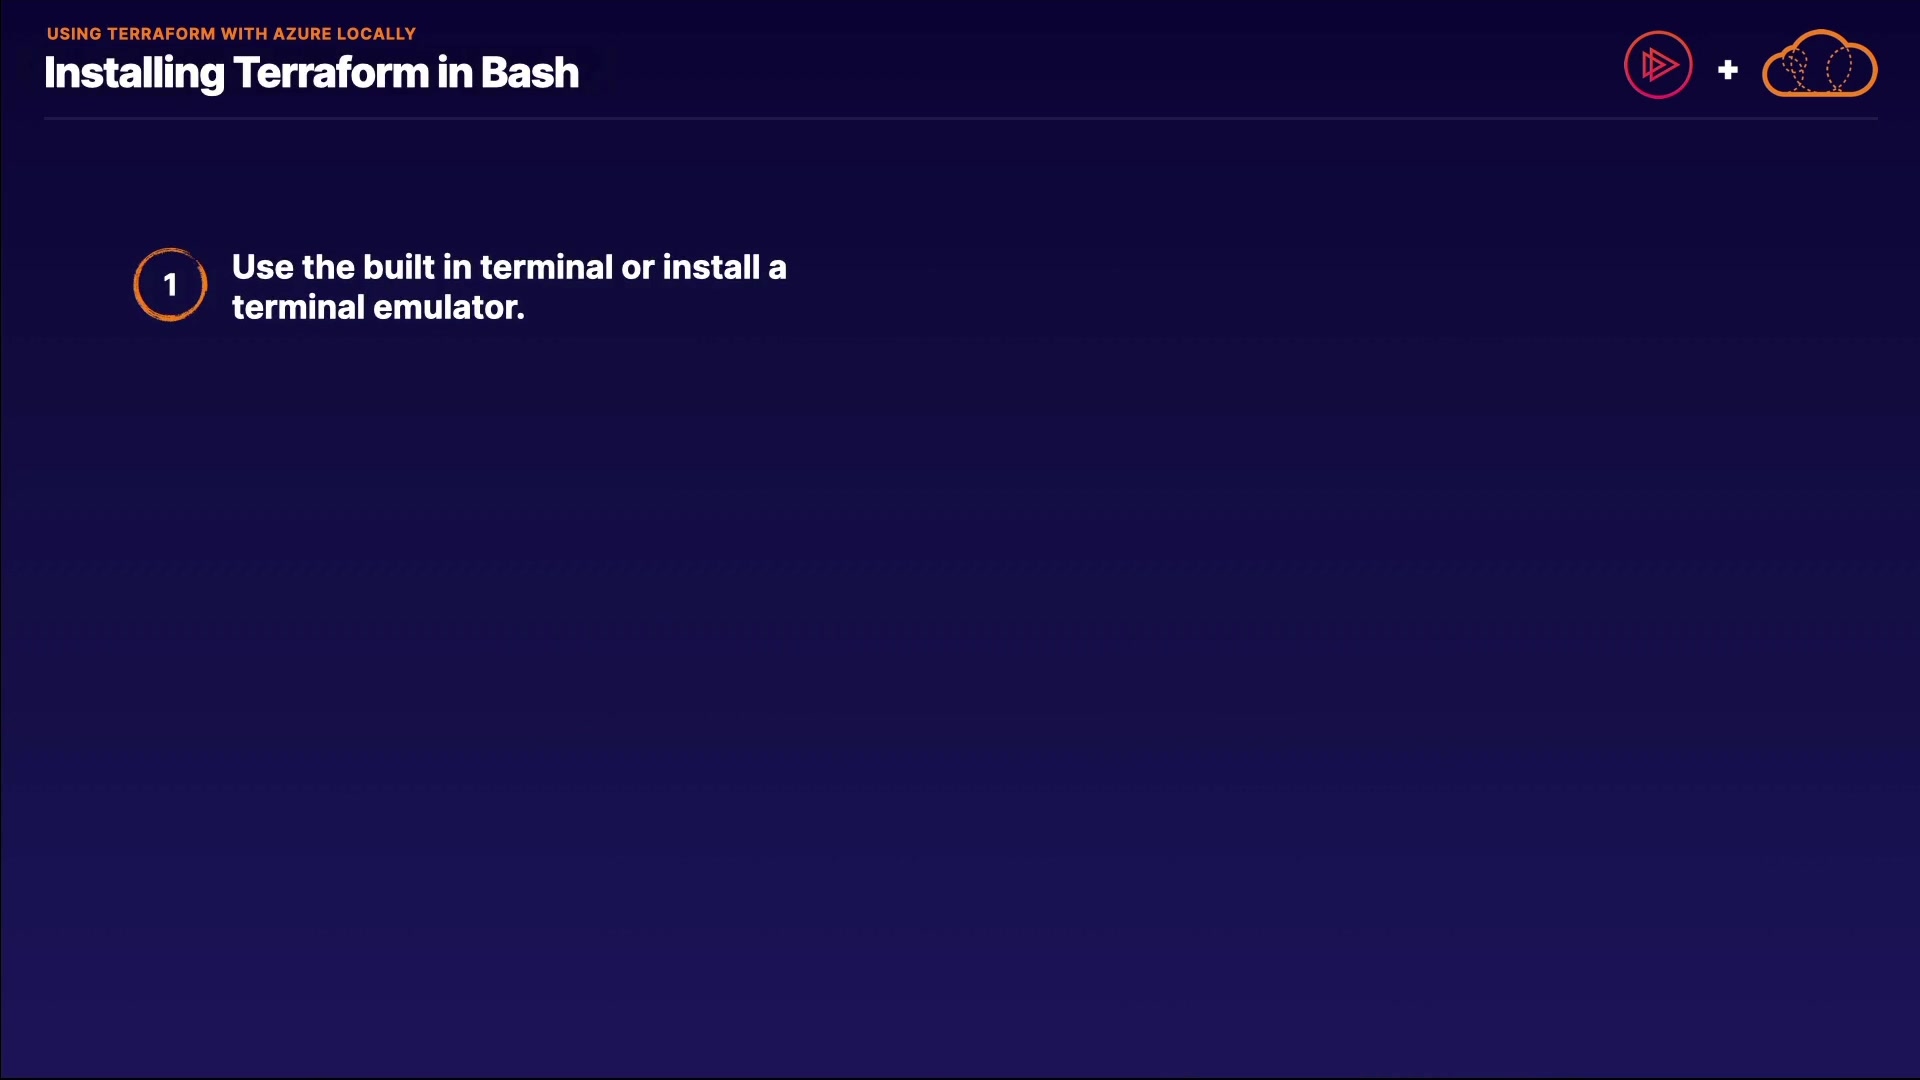 USING TERRAFORM WITH AZURE LOCALLY
Installing Terraform in Bash
1
Use the built in terminal or install a
terminal emulator.